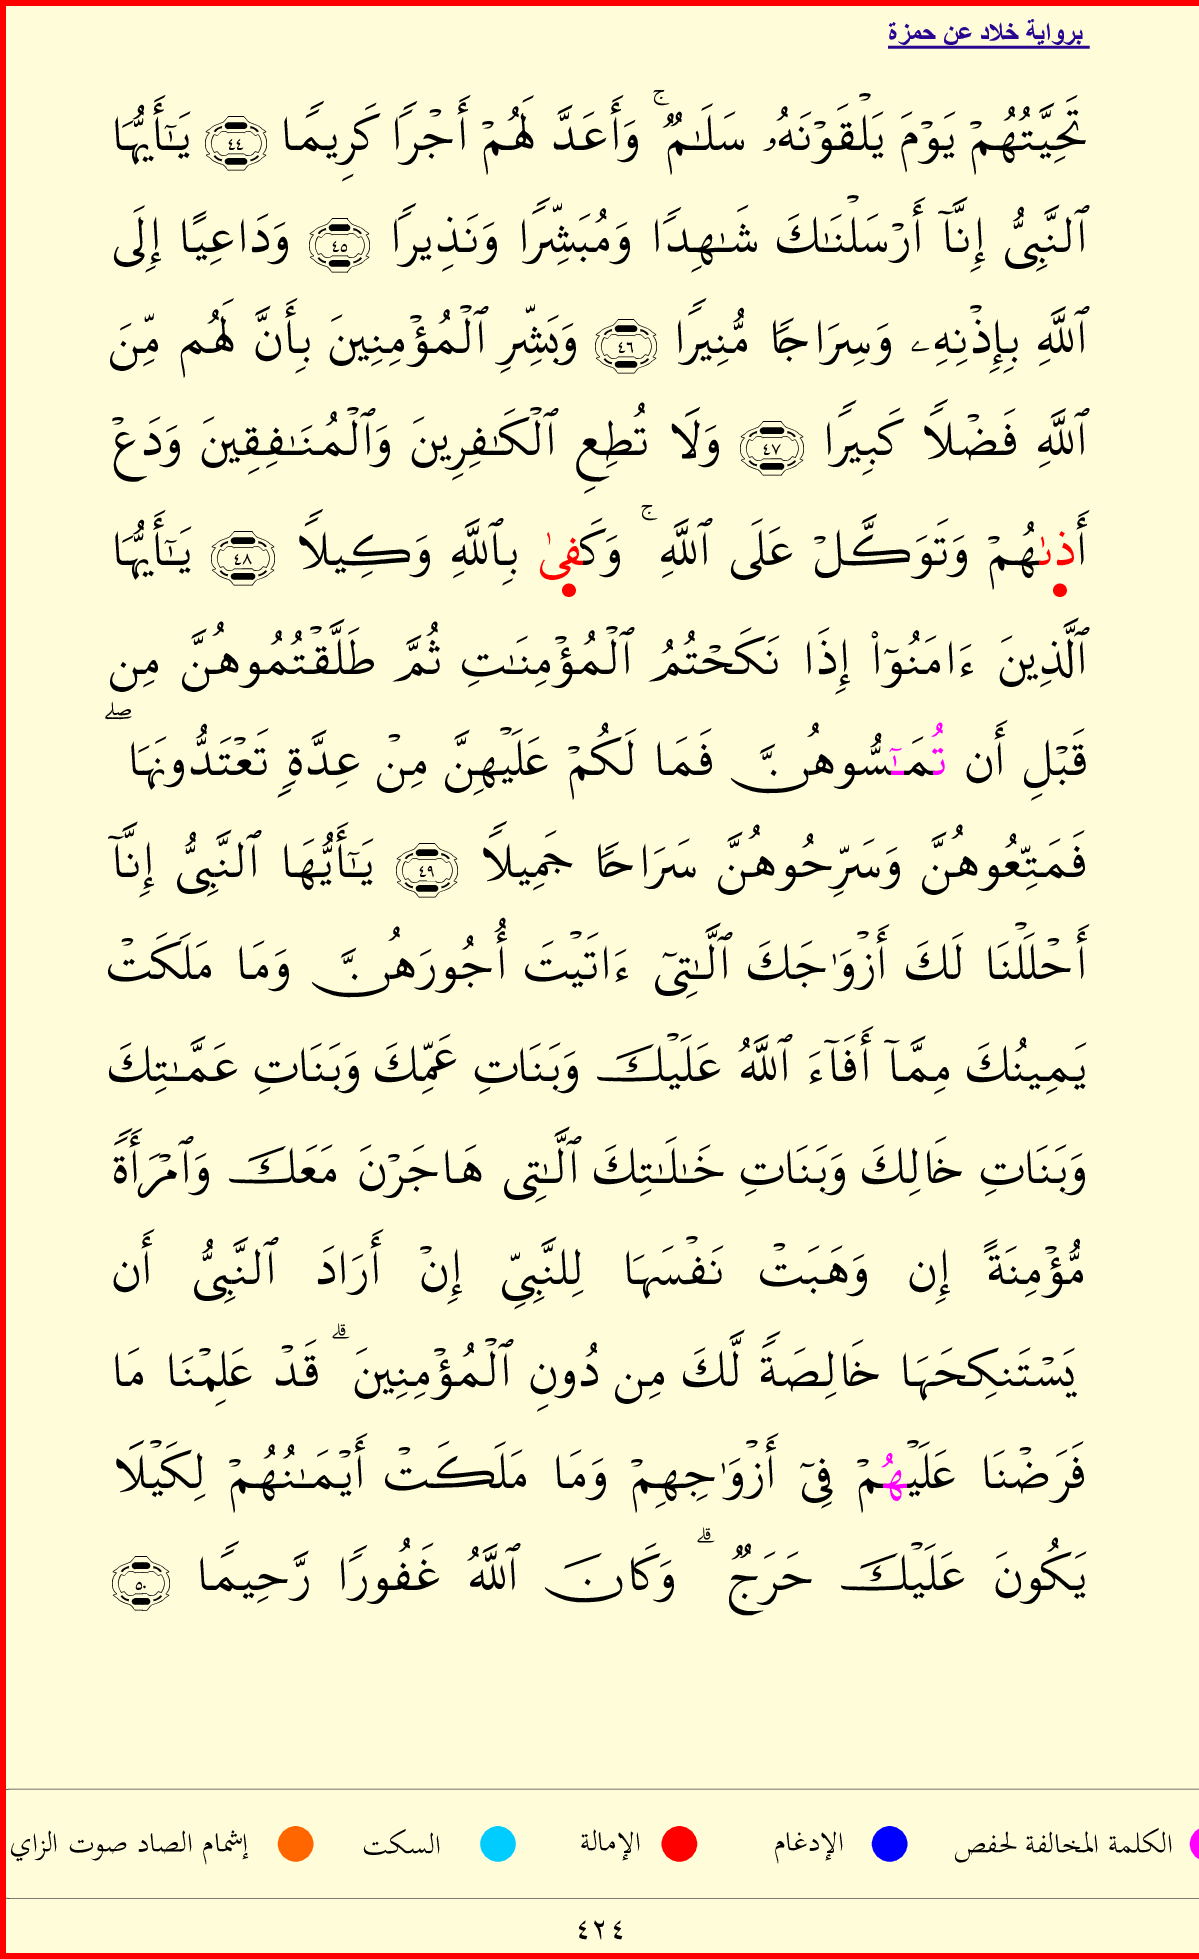 برواية خلاد عن حمزة
تَحِيَّتُهُمۡ يَوۡمَ يَلۡقَوۡنَهُۥ سَلَـٰمٌۚ وَأَعَدَّ لَهُمۡ أَجۡرًا كَرِيمًا ٤٤ يَـٰٓأَيُّهَا
ٱلنَّبِىُّ إِنَّآ أَرۡسَلۡنَـٰكَ شَـٰهِدًا وَمُبَشِّرًا وَنَذِيرًا ٤٥ وَدَاعِيًا إِلَى
ٱللَّهِ بِإِذۡنِهِۦ وَسِرَاجًا مُّنِيرًا ٤٦ وَبَشِّرِ ٱلۡمُؤۡمِنِينَ بِأَنَّ لَهُم مِّنَ
ٱللَّهِ فَضۡلًا كَبِيرًا ٤٧ وَلَا تُطِعِ ٱلۡكَـٰفِرِينَ وَٱلۡمُنَـٰفِقِينَ وَدَعۡ
أَذىٰهُمۡ وَتَوَكَّلۡ عَلَى ٱللَّهِۚ وَكَفىٰ بِٱللَّهِ وَكِيلًا ٤٨ يَـٰٓأَيُّهَا
ٱلَّذِينَ ءَامَنُوٓا۟ إِذَا نَكَحۡتُمُ ٱلۡمُؤۡمِنَـٰتِ ثُمَّ طَلَّقۡتُمُوهُنَّ مِن
قَبۡلِ أَن تُمَـٰٓسُّوهُنَّ فَمَا لَكُمۡ عَلَيۡهِنَّ مِنۡ عِدَّةٍ تَعۡتَدُّونَهَاۖ
فَمَتِّعُوهُنَّ وَسَرِّحُوهُنَّ سَرَاحًا جَمِيلًا ٤٩ يَـٰٓأَيُّهَا ٱلنَّبِىُّ إِنَّآ
أَحۡلَلۡنَا لَكَ أَزۡوَٰجَكَ ٱلَّـٰتِىٓ ءَاتَيۡتَ أُجُورَهُنَّ وَمَا مَلَكَتۡ
يَمِينُكَ مِمَّآ أَفَآءَ ٱللَّهُ عَلَيۡكَ وَبَنَاتِ عَمِّكَ وَبَنَاتِ عَمَّـٰتِكَ
وَبَنَاتِ خَالِكَ وَبَنَاتِ خَـٰلَـٰتِكَ ٱلَّـٰتِى هَاجَرۡنَ مَعَكَ وَٱمۡرَأَةً
مُّؤۡمِنَةً إِن وَهَبَتۡ نَفۡسَهَا لِلنَّبِىِّ إِنۡ أَرَادَ ٱلنَّبِىُّ أَن
يَسۡتَنكِحَهَا خَالِصَةً لَّكَ مِن دُونِ ٱلۡمُؤۡمِنِينَۗ قَدۡ عَلِمۡنَا مَا
فَرَضۡنَا عَلَيۡهُمۡ فِىٓ أَزۡوَٰجِهِمۡ وَمَا مَلَكَتۡ أَيۡمَـٰنُهُمۡ لِكَيۡلَا
يَكُونَ عَلَيۡكَ حَرَجٌۗ وَكَانَ ٱللَّهُ غَفُورًا رَّحِيمًا ٥٠
الكلمة المخالفة لحفص الإدغام الإمالة السكت إشمام الصاد صوت الزاي
٤٢٤